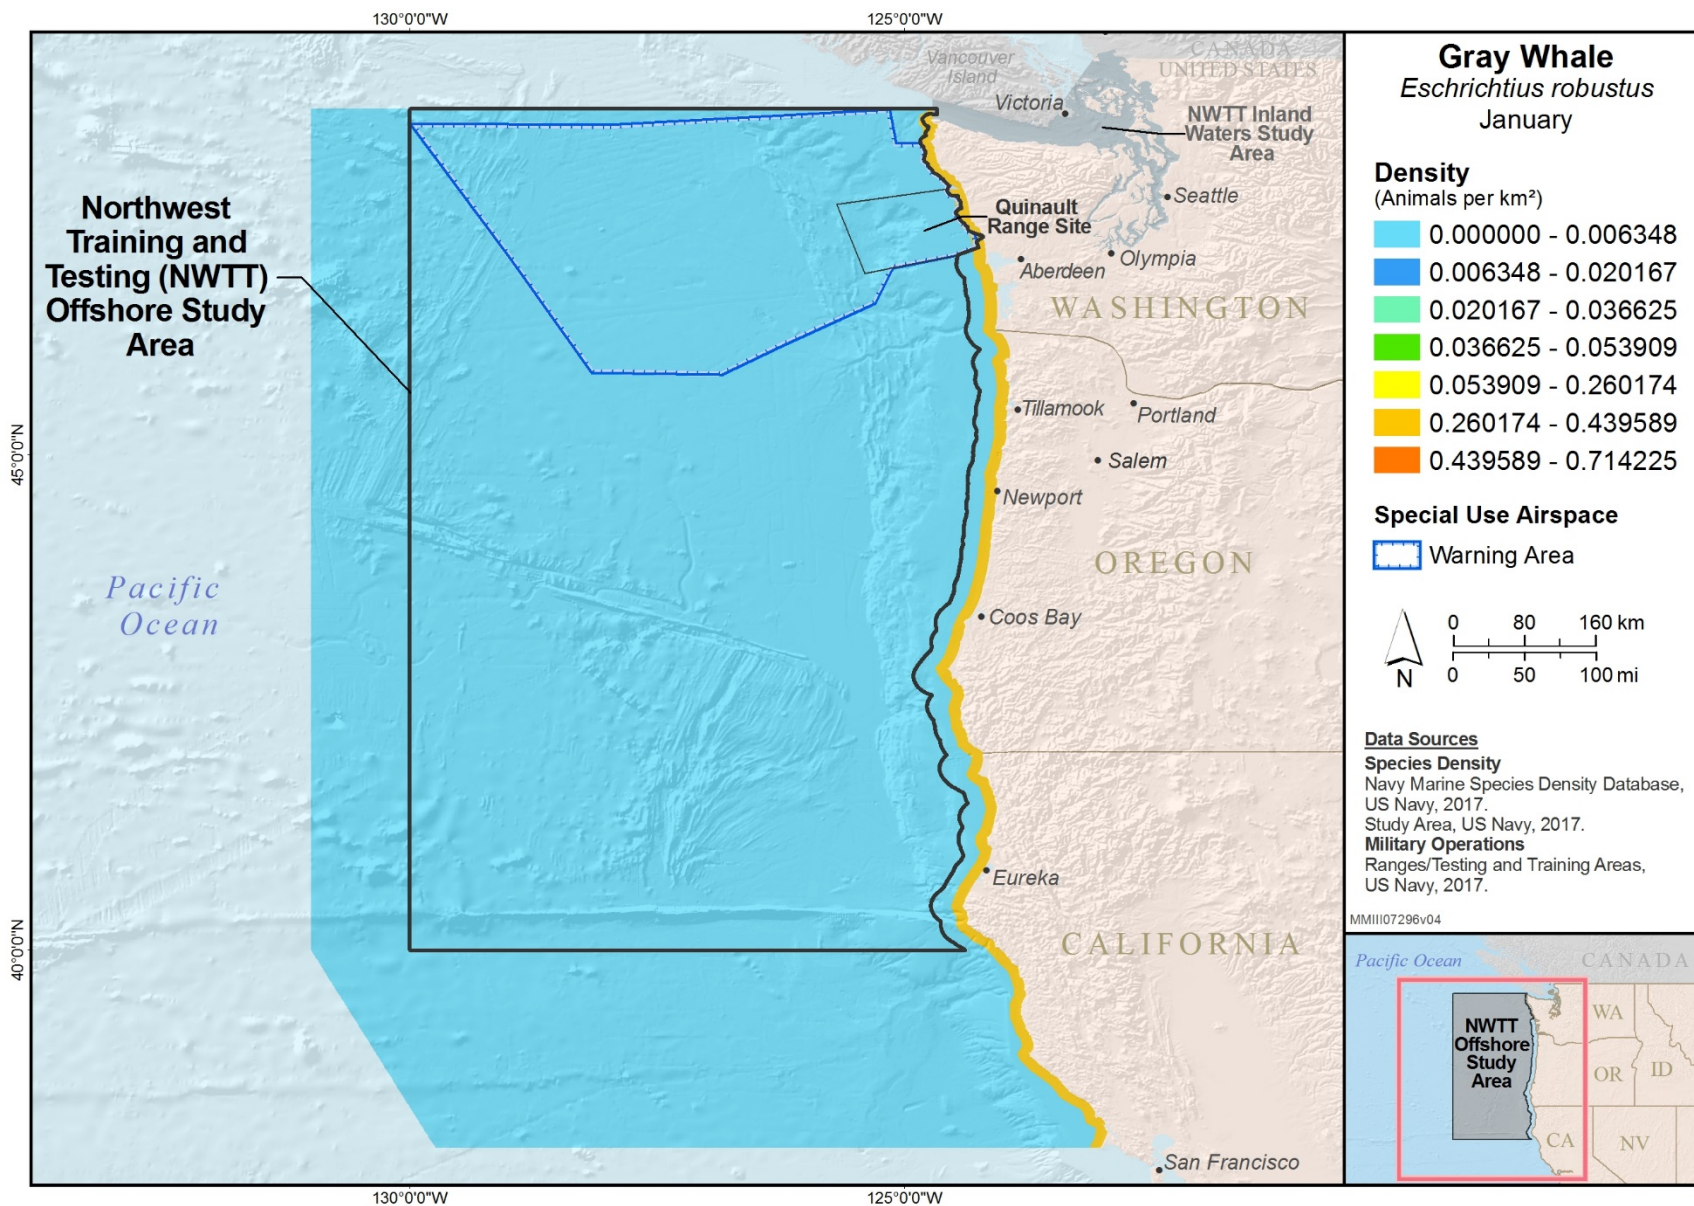 130°0'0"W
125°0'0"W
CANADA
UNITED STATES
Vancouver
Island
Victoria
NWTT Inland
Waters Study
Area
Seattle
Northwest
Training and
Testing (NWTT)
Offshore Study
Area
Quinault
Range Site
Aberdeen
Olympia
WASHINGTON
Tillamook
Portland
45°0'0"N
Salem
Newport
OREGON
Pacific
Ocean
Coos Bay
Eureka
CALIFORNIA
40°0'0"N
San Francisco
130°0'0"W
125°0'0"W
Gray Whale
Eschrichtius robustus
January
Density
(Animals per km²)
0.000000 - 0.006348
0.006348 - 0.020167
0.020167 - 0.036625
0.036625 - 0.053909
0.053909 - 0.260174
0.260174 - 0.439589
0.439589 - 0.714225
Special Use Airspace
Warning Area
N
0 80 160 km
0 50 100 mi
Data Sources
Species Density
Navy Marine Species Density Database,
US Navy, 2017.
Study Area, US Navy, 2017.
Military Operations
Ranges/Testing and Training Areas,
US Navy, 2017.
MMIII07296v04
Pacific Ocean
CANADA
NWTT
Offshore
Study
Area
WA
OR
ID
CA
NV